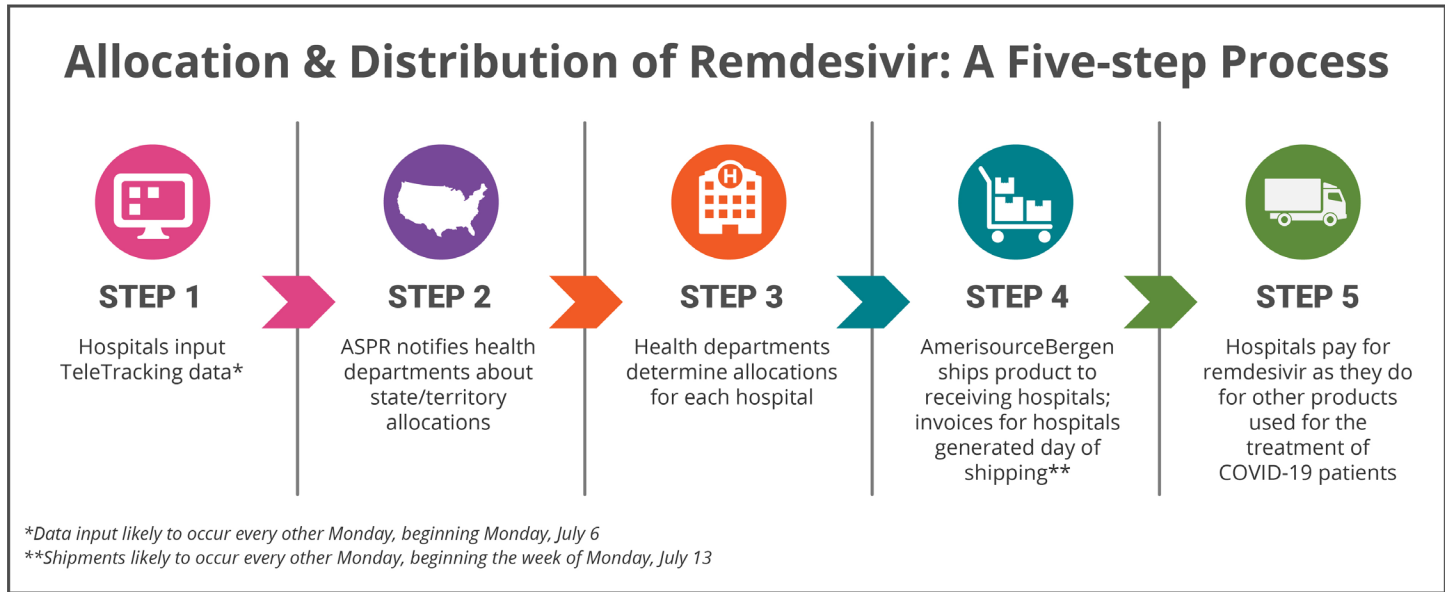 Allocation & Distribution of Remdesivir: A Five-step Process
H
STEP 1
Hospitals input
TeleTracking data*
STEP 2
ASPR notifies health
departments about
state/territory
allocations
STEP 3
Health departments
determine allocations
for each hospital
STEP 4
AmerisourceBergen
ships product to
receiving hospitals;
invoices for hospitals
generated day of
shipping**
STEP 5
Hospitals pay for
remdesivir as they do
for other products
used for the
treatment of
COVID-19 patients
*Data input likely to occur every other Monday, beginning Monday, July 6
**Shipments likely to occur every other Monday, beginning the week of Monday, July 13